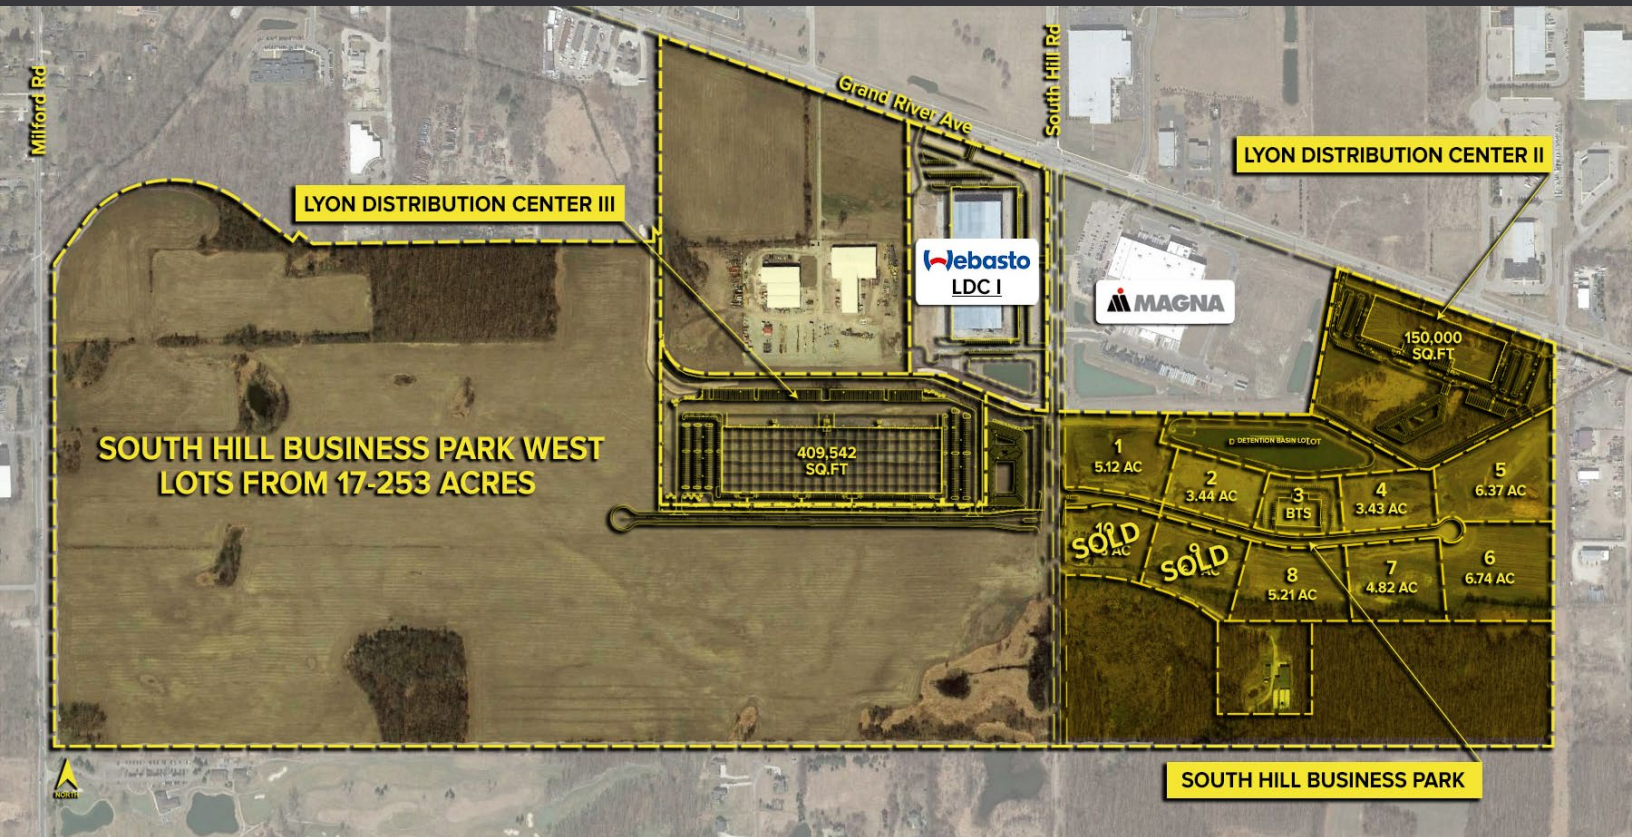 Milford Rd
Grand River Ave
South Hill Rd
LYON DISTRIBUTION CENTER II
LYON DISTRIBUTION CENTER III
Webasto
LDC I
MAGNA
150,000
SQ.FT
SOUTH HILL BUSINESS PARK WEST
LOTS FROM 17-253 ACRES
409,542
SQ.FT
1
5.12 AC
D DETENTION BASIN LOT
2
3.44 AC
3
BTS
4
3.43 AC
5
6.37 AC
10
SOLD
AC
9
SOLD
AC
8
5.21 AC
7
4.82 AC
6
6.74 AC
NORTH
SOUTH HILL BUSINESS PARK